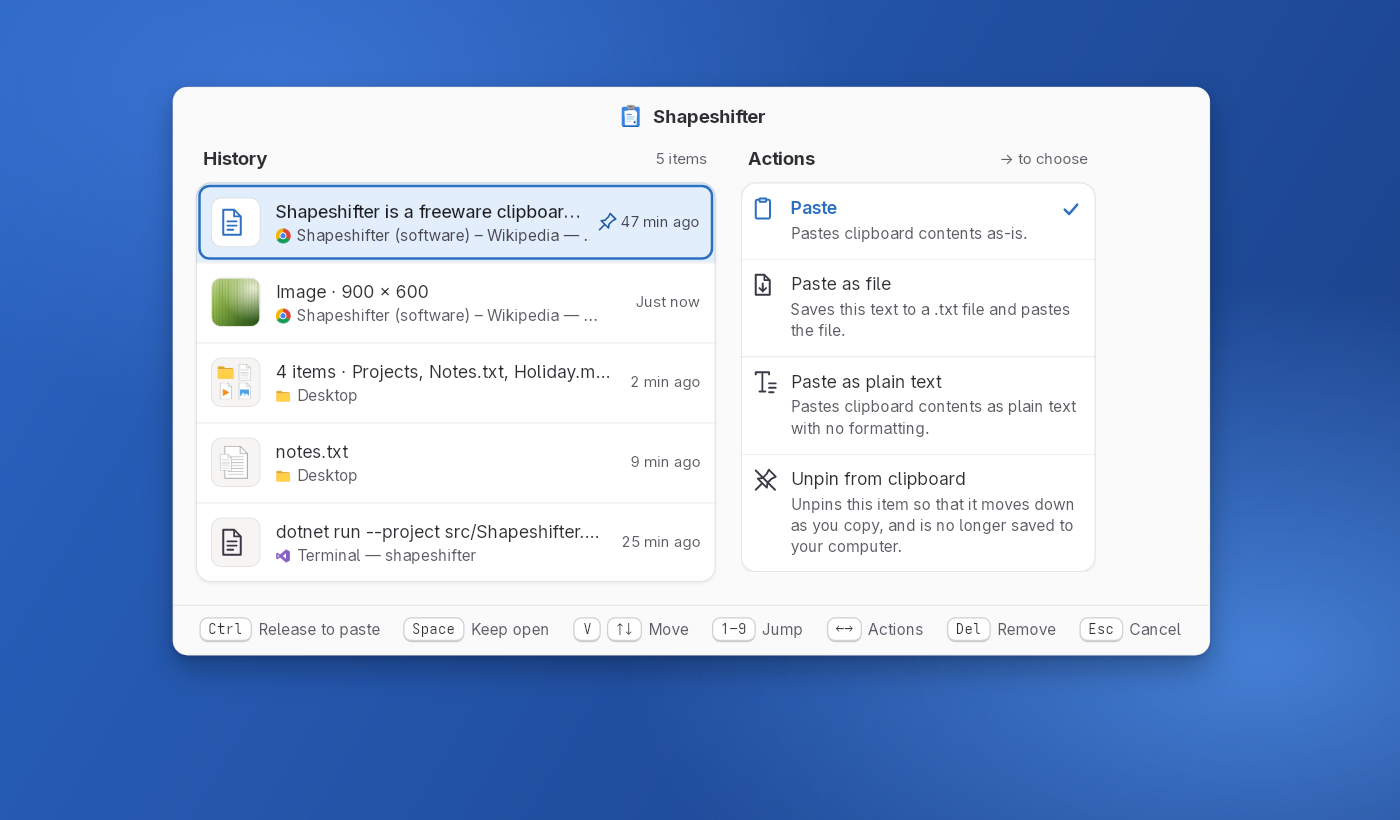 Shapeshifter
History
5 items
Shapeshifter is a freeware clipboar...
47 min ago
Shapeshifter (software) – Wikipedia — .
Image · 900 × 600
Just now
Shapeshifter (software) – Wikipedia — ...
4 items · Projects, Notes.txt, Holiday.m...
2 min ago
Desktop
notes.txt
9 min ago
Desktop
dotnet run --project src/Shapeshifter....
25 min ago
Terminal — shapeshifter
Actions
→ to choose
Paste
Pastes clipboard contents as-is.
Paste as file
Saves this text to a .txt file and pastes
the file.
Paste as plain text
Pastes clipboard contents as plain text
with no formatting.
Unpin from clipboard
Unpins this item so that it moves down
as you copy, and is no longer saved to
your computer.
Ctrl Release to paste Space Keep open V ↑↓ Move 1–9 Jump ←→ Actions Del Remove Esc Cancel